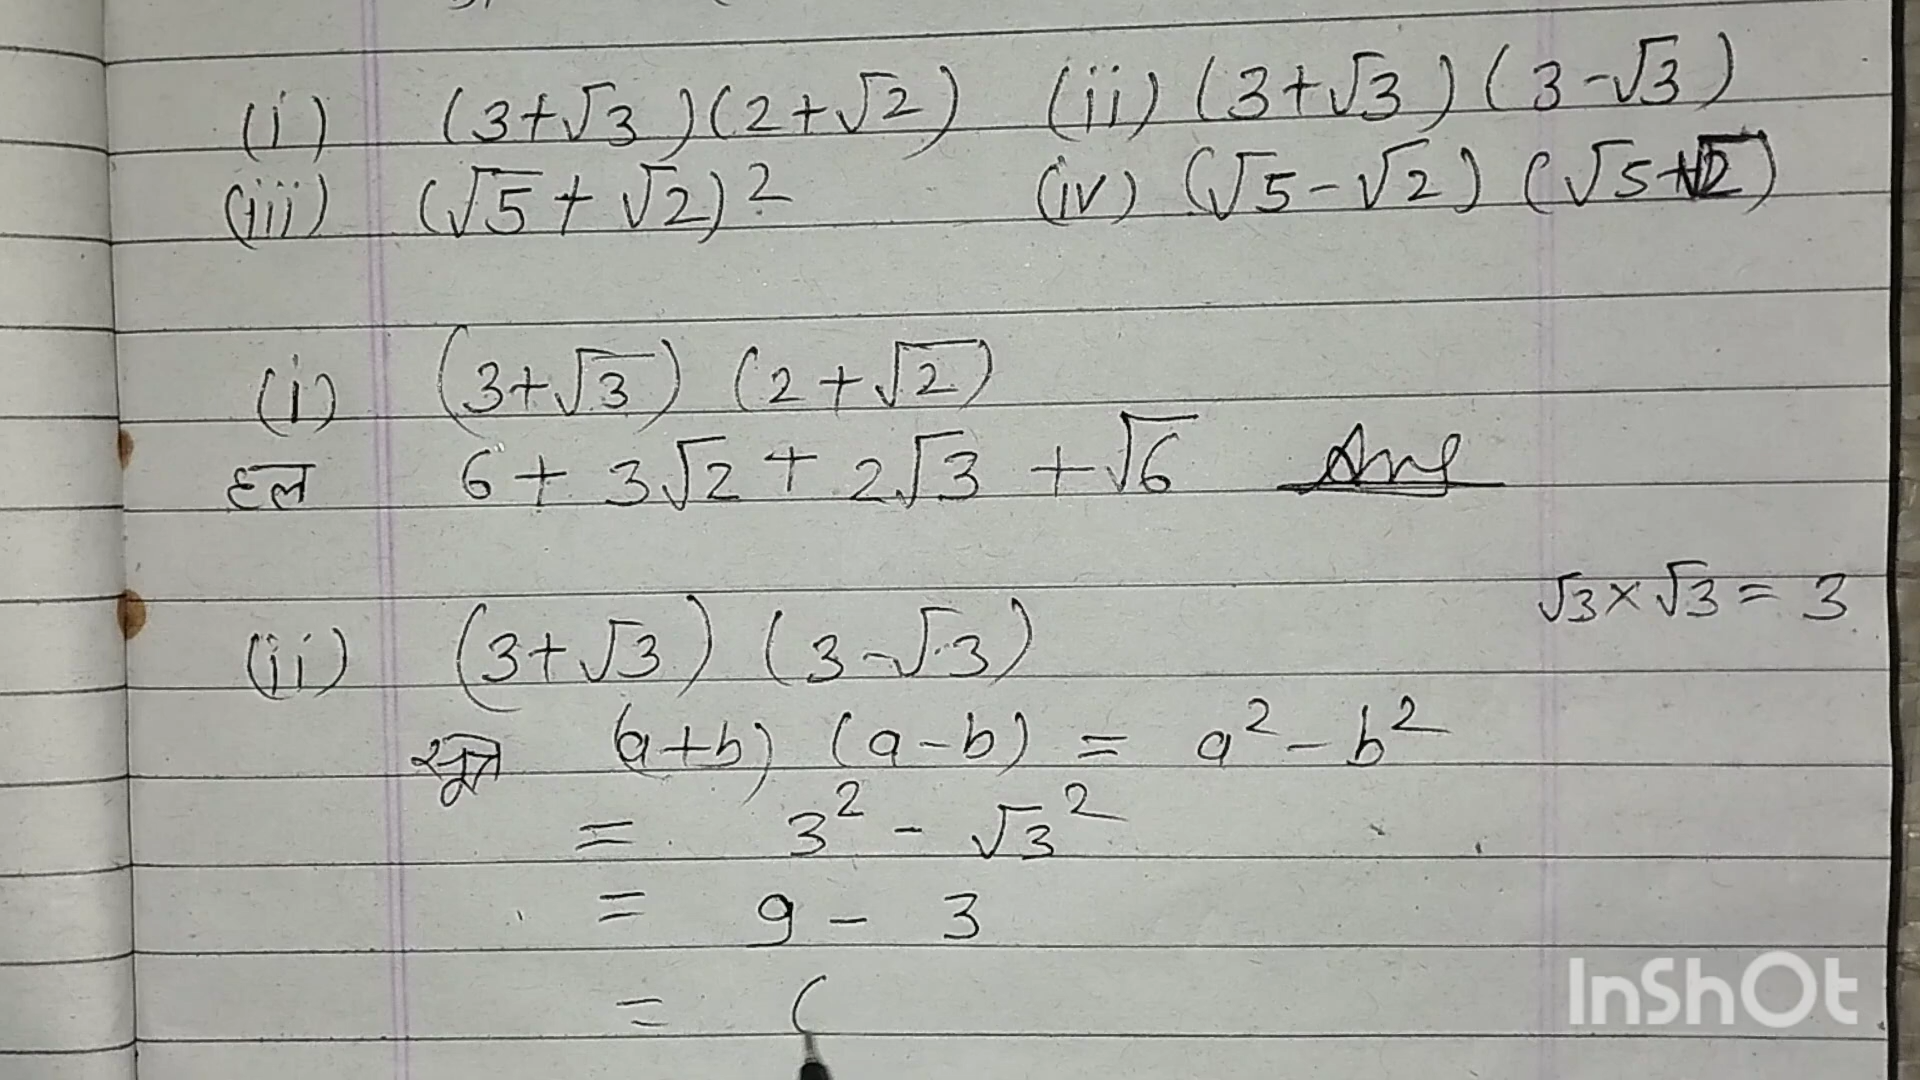 (i) (3+√3)(2+√2) (ii) (3+√3)(3-√3)
(iii) (√5+√2)2 (iv) (√5-√2)(√5+√2)
(i) (3+√3) (2+√2)
हल 6+ 3√2+ 2√3 +√6 Ans
√3×√3= 3
(ii) (3+√3) (3-√3)
सूत्र (a+b) (a-b) = a²-b²
= 3² - √3²
= 9 - 3
= (
InShOt